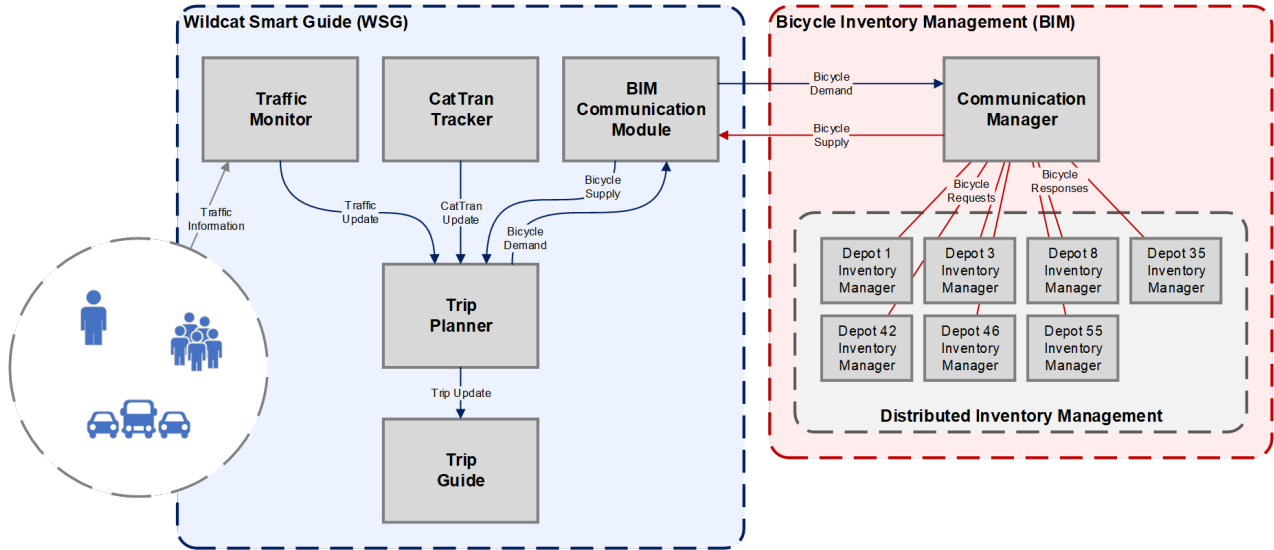 Wildcat Smart Guide (WSG)
Bicycle Inventory Management (BIM)
Traffic
Monitor
CatTran
Tracker
BIM
Communication
Module
Bicycle
Demand
Bicycle
Supply
Communication
Manager
Traffic
Information
Traffic
Update
CatTran
Update
Bicycle
Supply
Bicycle
Demand
Bicycle
Requests
Bicycle
Responses
Trip
Planner
Trip Update
Trip
Guide
Depot 1
Inventory
Manager
Depot 3
Inventory
Manager
Depot 8
Inventory
Manager
Depot 35
Inventory
Manager
Depot 42
Inventory
Manager
Depot 46
Inventory
Manager
Depot 55
Inventory
Manager
Distributed Inventory Management